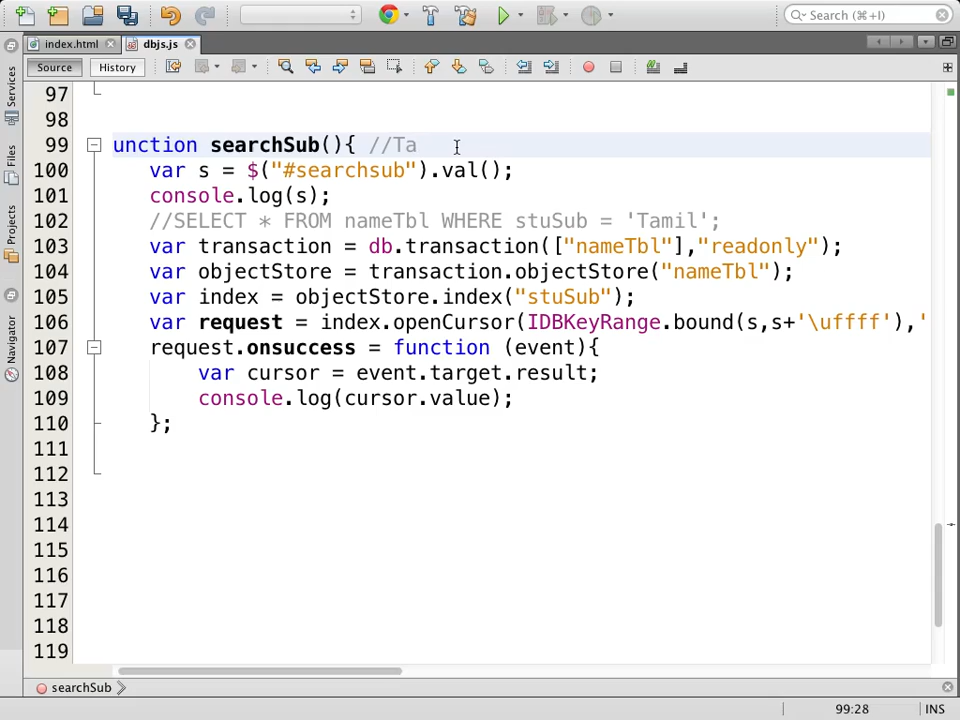 Search (⌘+I)
index.html
dbjs.js
Source
History
Services
Files
Projects
Navigator
97
98
99 unction searchSub(){ //Ta
100 var s = $("#searchsub").val();
101 console.log(s);
102 //SELECT * FROM nameTbl WHERE stuSub = 'Tamil';
103 var transaction = db.transaction(["nameTbl"],"readonly");
104 var objectStore = transaction.objectStore("nameTbl");
105 var index = objectStore.index("stuSub");
106 var request = index.openCursor(IDBKeyRange.bound(s,s+'\uffff'),'
107 request.onsuccess = function (event){
108 var cursor = event.target.result;
109 console.log(cursor.value);
110 };
111
112
113
114
115
116
117
118
119
searchSub
99:28
INS